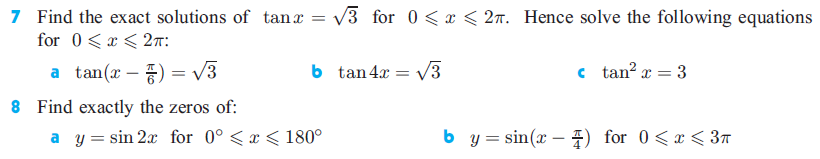 7 Find the exact solutions of tan x = √3 for 0 ⩽ x ⩽ 2π. Hence solve the following equations
for 0 ⩽ x ⩽ 2π:
a tan(x − π/6) = √3 b tan 4x = √3 c tan² x = 3
8 Find exactly the zeros of:
a y = sin 2x for 0° ⩽ x ⩽ 180° b y = sin(x − π/4) for 0 ⩽ x ⩽ 3π